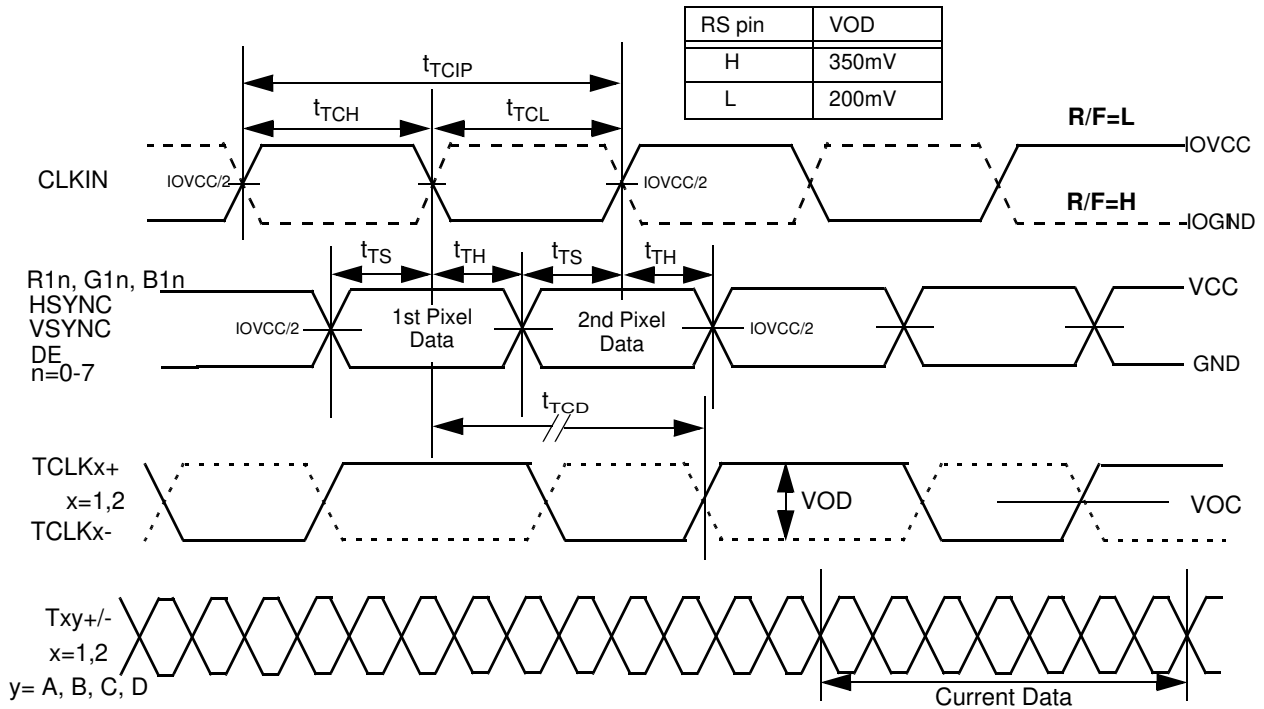 RS pin VOD
H 350mV
L 200mV
tTCIP
tTCH tTCL
R/F=L
IOVCC
CLKIN IOVCC/2 IOVCC/2
R/F=H
IOGND
tTS tTH tTS tTH
R1n, G1n, B1n
HSYNC
VSYNC
DE
n=0-7
IOVCC/2
1st Pixel
Data
2nd Pixel
Data
IOVCC/2
VCC
GND
tTCD
TCLKx+
x=1,2
TCLKx-
VOD
VOC
Txy+/-
x=1,2
y= A, B, C, D
Current Data